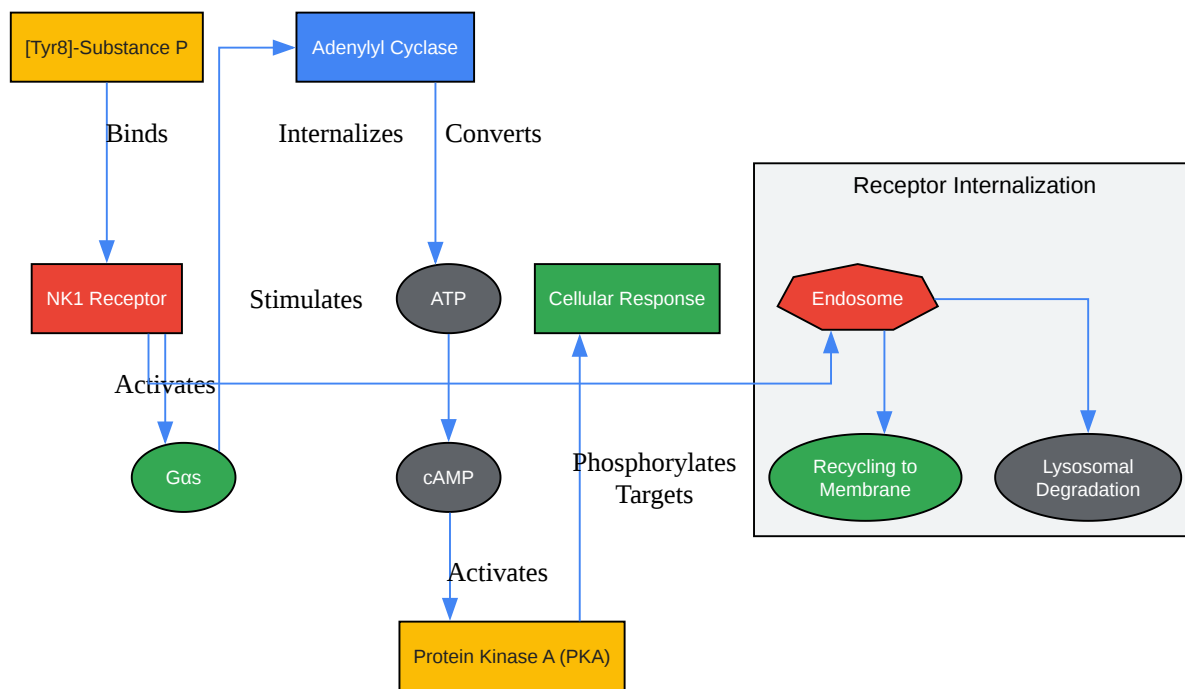 [Tyr8]-Substance P
Adenylyl Cyclase
Binds
Internalizes
Converts
Receptor Internalization
NK1 Receptor
Stimulates
ATP
Cellular Response
Endosome
Activates
Gαs
cAMP
Phosphorylates
Targets
Recycling to
Membrane
Lysosomal
Degradation
Activates
Protein Kinase A (PKA)